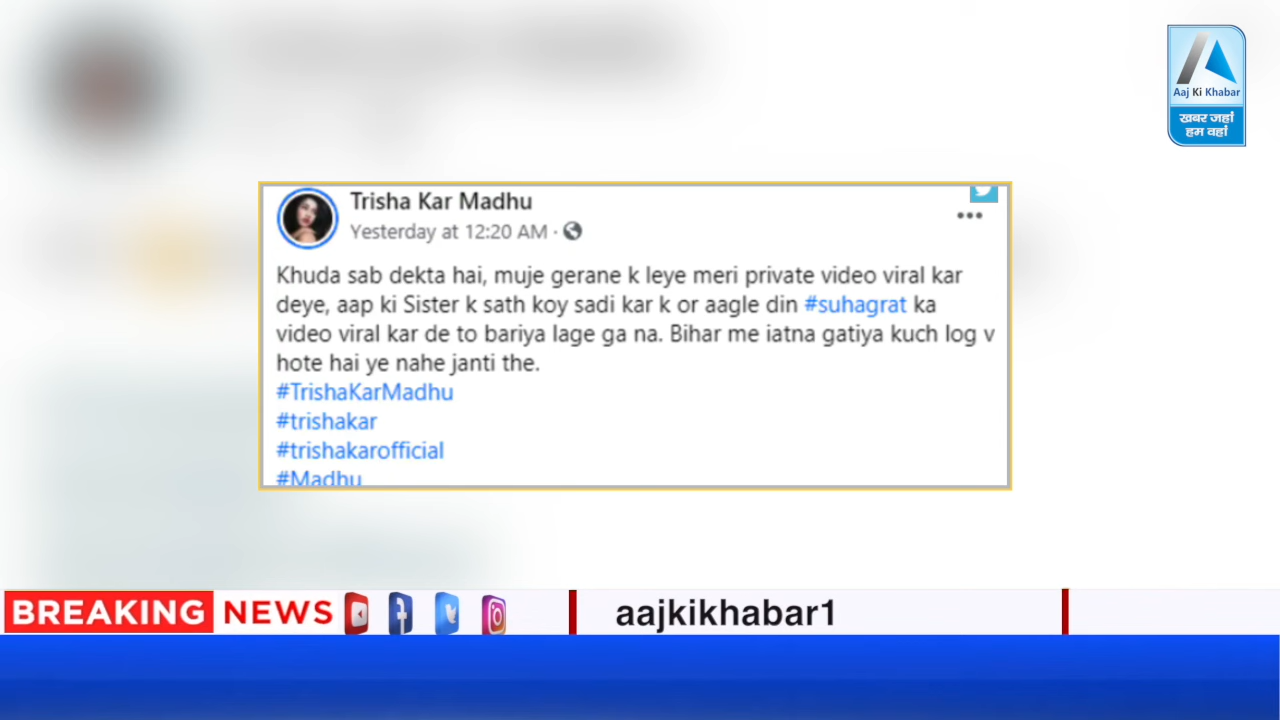 Aaj Ki Khabar
खबर जहां
हम वहां
Trisha Kar Madhu
Yesterday at 12:20 AM ·
Khuda sab dekta hai, muje gerane k leye meri private video viral kar
deye, aap ki Sister k sath koy sadi kar k or aagle din #suhagrat ka
video viral kar de to bariya lage ga na. Bihar me iatna gatiya kuch log v
hote hai ye nahe janti the.
#TrishaKarMadhu
#trishakar
#trishakarofficial
#Madhu
BREAKING NEWS
aajkikhabar1